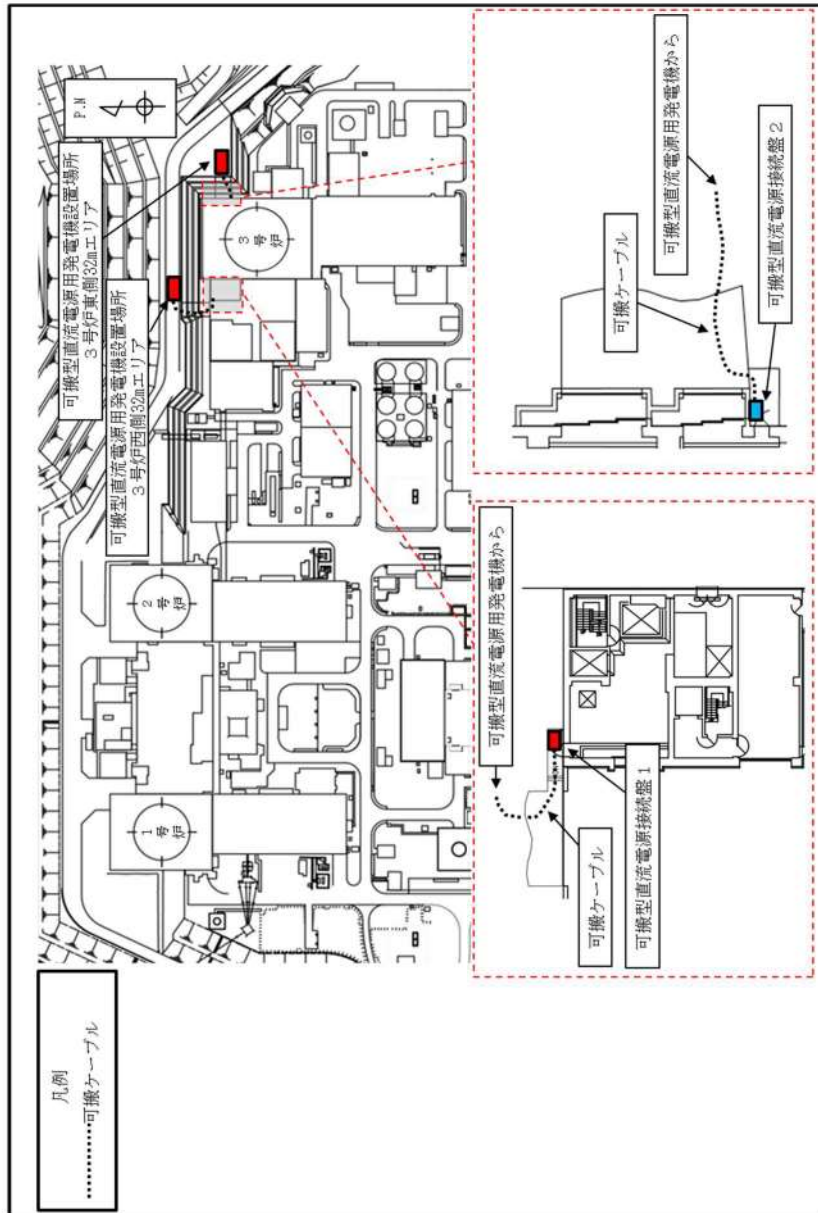 凡例
可搬ケーブル
P.N
可搬型直流電源用発電機設置場所
3号炉東側32mエリア
可搬型直流電源用発電機設置場所
3号炉西側32mエリア
1号
炉
2号
炉
3号
炉
可搬型直流電源用発電機から
可搬ケーブル
可搬型直流電源接続盤1
可搬型直流電源用発電機から
可搬ケーブル
可搬型直流電源接続盤2